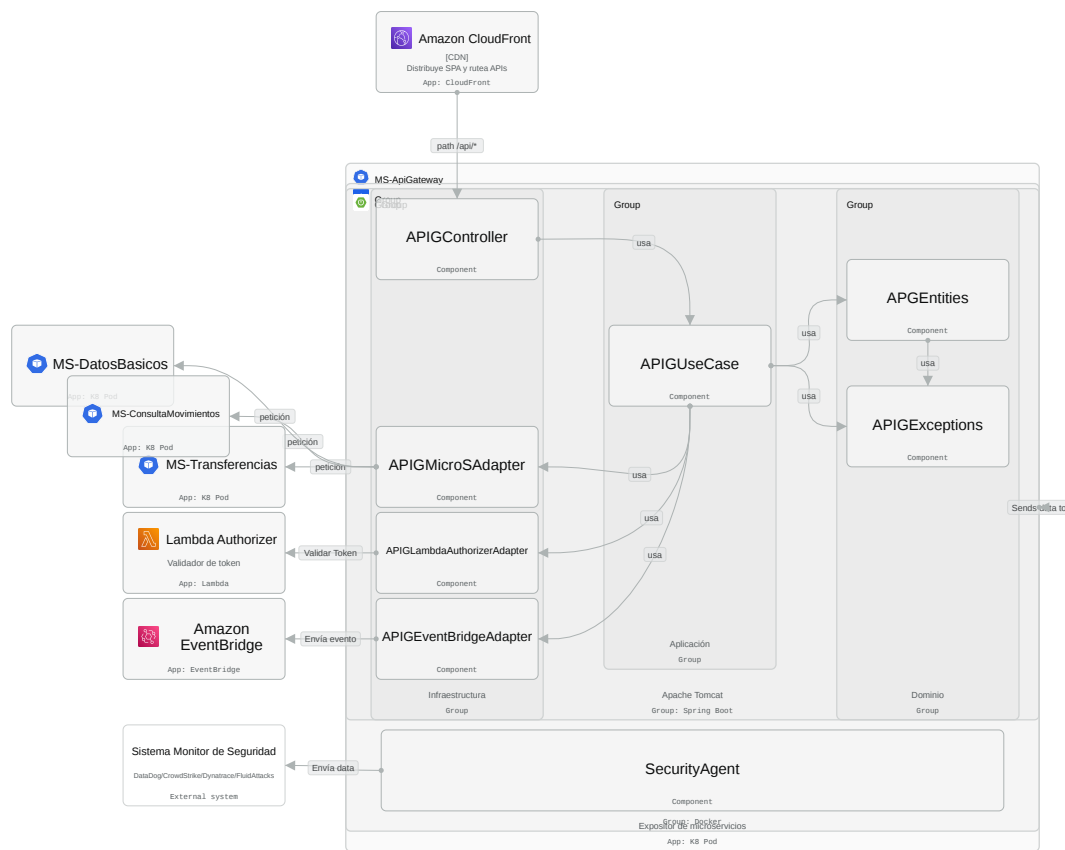 Amazon CloudFront
[CDN]
Distribuye SPA y rutea APIs
App: CloudFront
path /api/*
MS-ApiGateway
Group
Group
Group
Group
APIGController
Component
usa
APGEntities
Component
usa
usa
usa
APIGUseCase
Component
APIGExceptions
Component
MS-DatosBasicos
App: K8 Pod
MS-ConsultaMovimientos
App: K8 Pod
petición
petición
petición
MS-Transferencias
App: K8 Pod
APIGMicroSAdapter
Component
usa
usa
usa
Sends data to
Lambda Authorizer
Validador de token
App: Lambda
Validar Token
APIGLambdaAuthorizerAdapter
Component
Amazon
EventBridge
App: EventBridge
Envía evento
APIGEventBridgeAdapter
Component
Aplicación
Group
Infraestructura
Group
Apache Tomcat
Group: Spring Boot
Dominio
Group
Sistema Monitor de Seguridad
DataDog/CrowdStrike/Dynatrace/FluidAttacks
External system
Envía data
SecurityAgent
Component
Group: Docker
Expositor de microservicios
App: K8 Pod